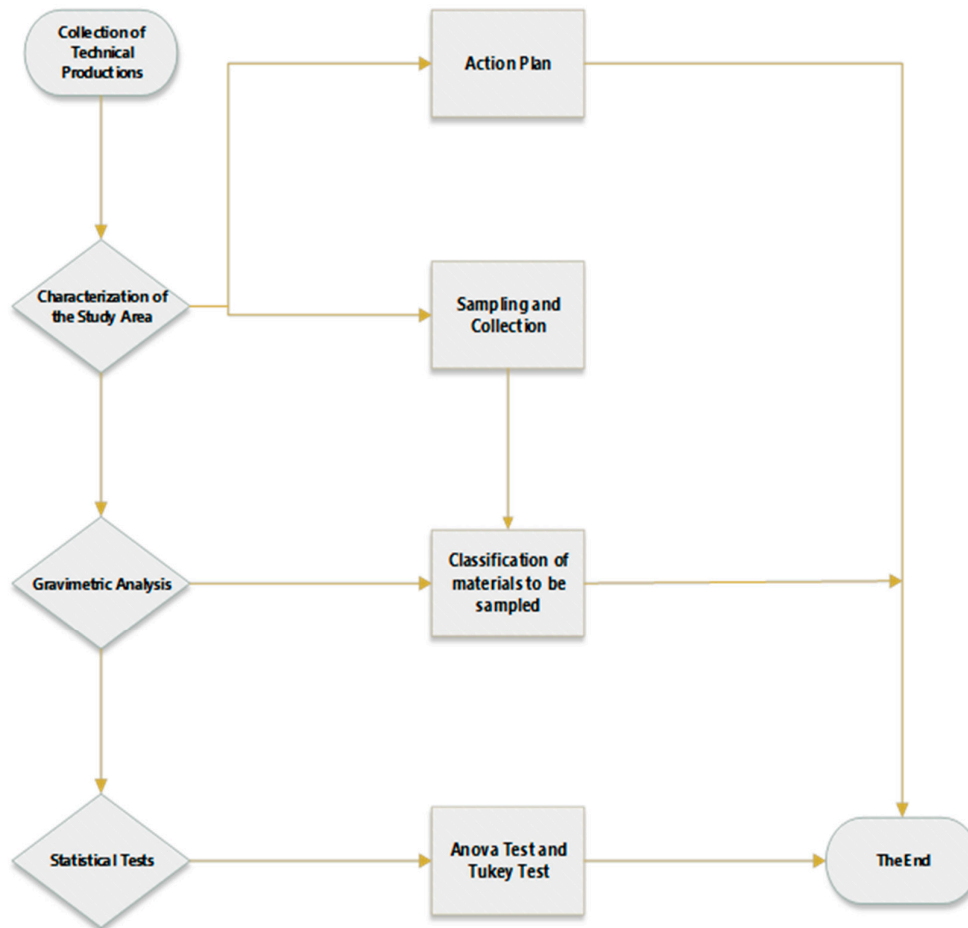 Collection of
Technical
Productions
Action Plan
Characterization of
the Study Area
Sampling and
Collection
Gravimetric Analysis
Classification of
materials to be
sampled
Statistical Tests
Anova Test and
Tukey Test
The End